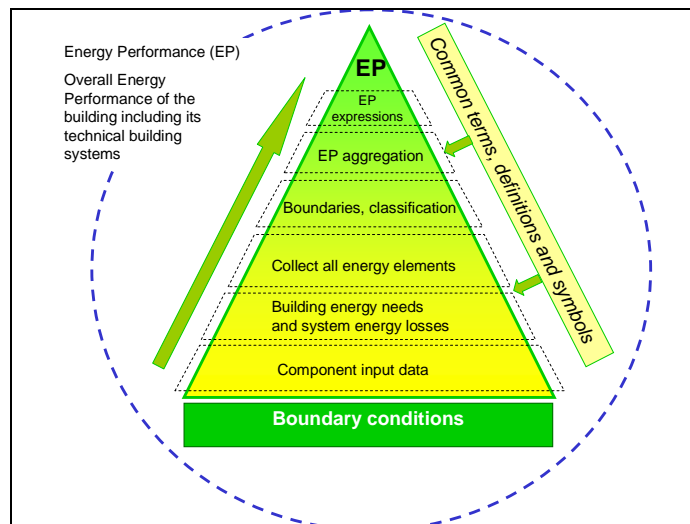 Energy Performance (EP)
Overall Energy
Performance of the
building including its
technical building
systems
EP
EP
expressions
EP aggregation
Boundaries, classification
Collect all energy elements
Building energy needs
and system energy losses
Component input data
Boundary conditions
Common terms, definitions and symbols